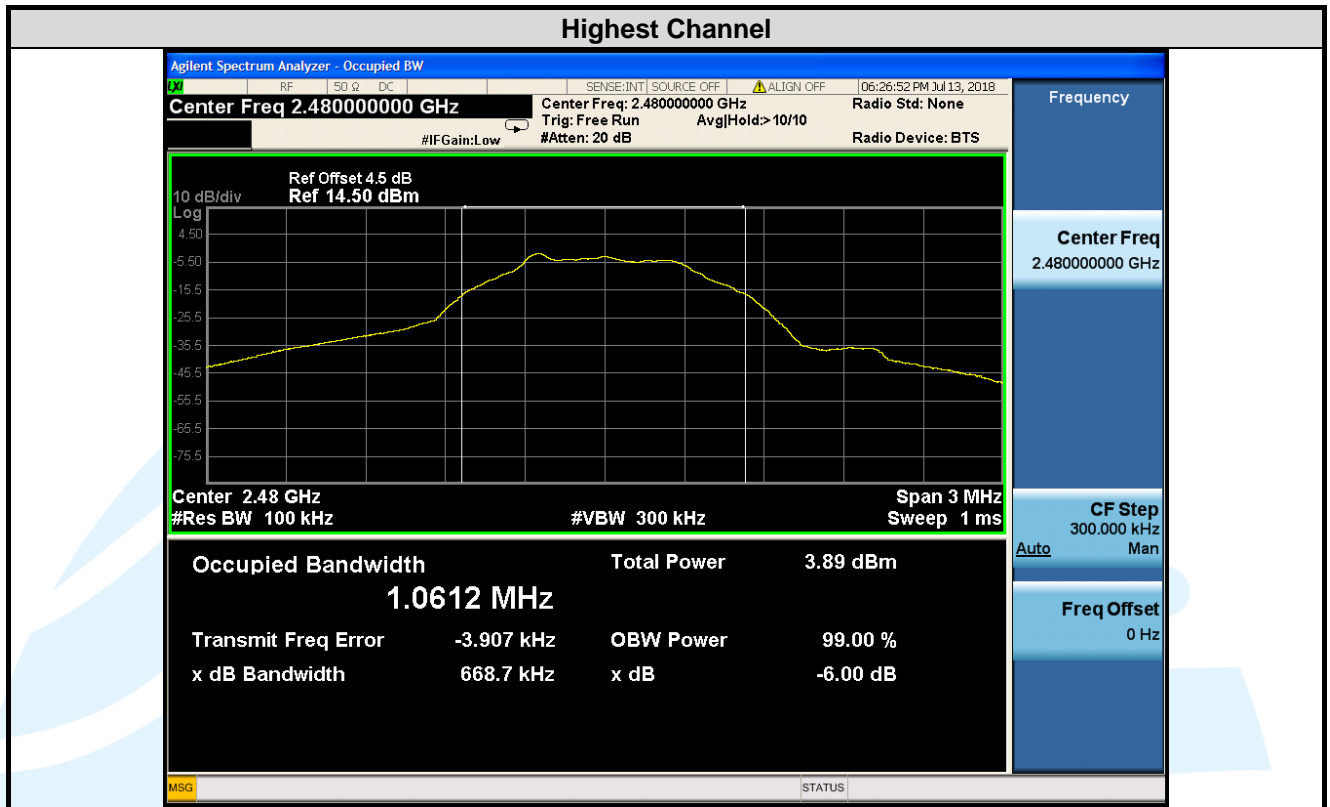 Highest Channel
Agilent Spectrum Analyzer - Occupied BW
LXI RF 50 Ω DC SENSE:INT SOURCE OFF ALIGN OFF 06:26:52 PM Jul 13, 2018
Center Freq 2.480000000 GHz
Center Freq: 2.480000000 GHz
Radio Std: None
Trig: Free Run Avg|Hold:>10/10
#IFGain:Low
#Atten: 20 dB
Radio Device: BTS
Frequency
Ref Offset 4.5 dB
10 dB/div Ref 14.50 dBm
Log
4.50
-5.50
-15.5
-25.5
-35.5
-45.5
-55.5
-65.5
-75.5
Center 2.48 GHz Span 3 MHz
#Res BW 100 kHz #VBW 300 kHz Sweep 1 ms
Occupied Bandwidth Total Power 3.89 dBm
1.0612 MHz
Transmit Freq Error -3.907 kHz OBW Power 99.00 %
x dB Bandwidth 668.7 kHz x dB -6.00 dB
Center Freq
2.480000000 GHz
CF Step
300.000 kHz
Auto Man
Freq Offset
0 Hz
MSG STATUS